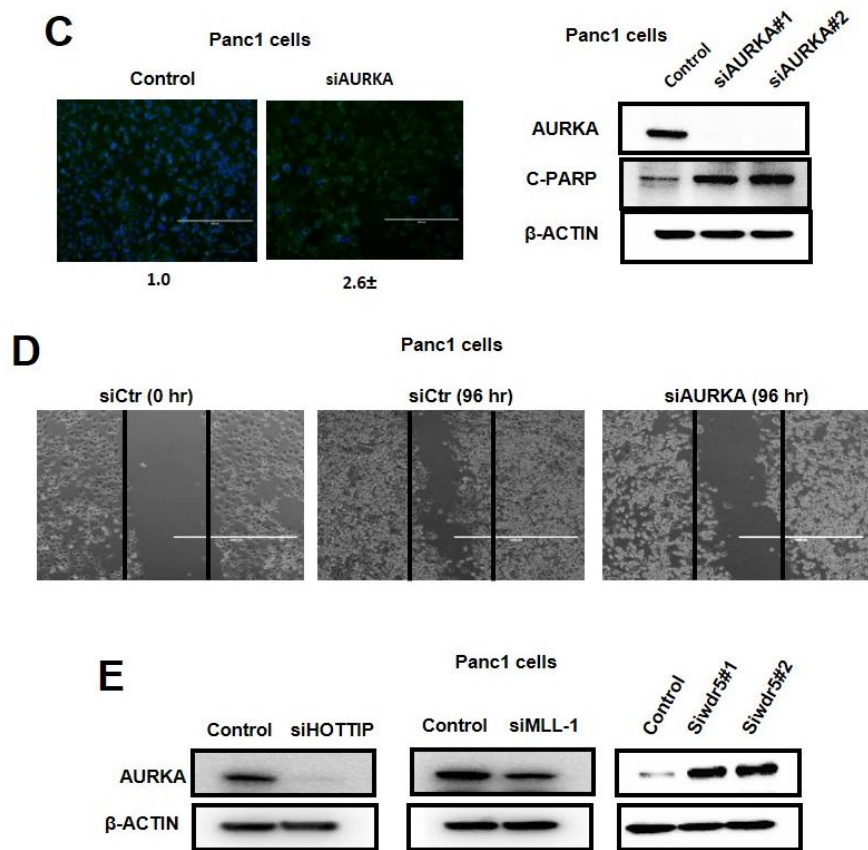 C
Panc1 cells
Control siAURKA
1.0 2.6±
Panc1 cells
Control siAURKA#1 siAURKA#2
AURKA
C-PARP
β-ACTIN
D
Panc1 cells
siCtr (0 hr) siCtr (96 hr) siAURKA (96 hr)
E
Panc1 cells
Control siHOTTIP Control siMLL-1 Control Siwdr5#1 Siwdr5#2
AURKA
β-ACTIN